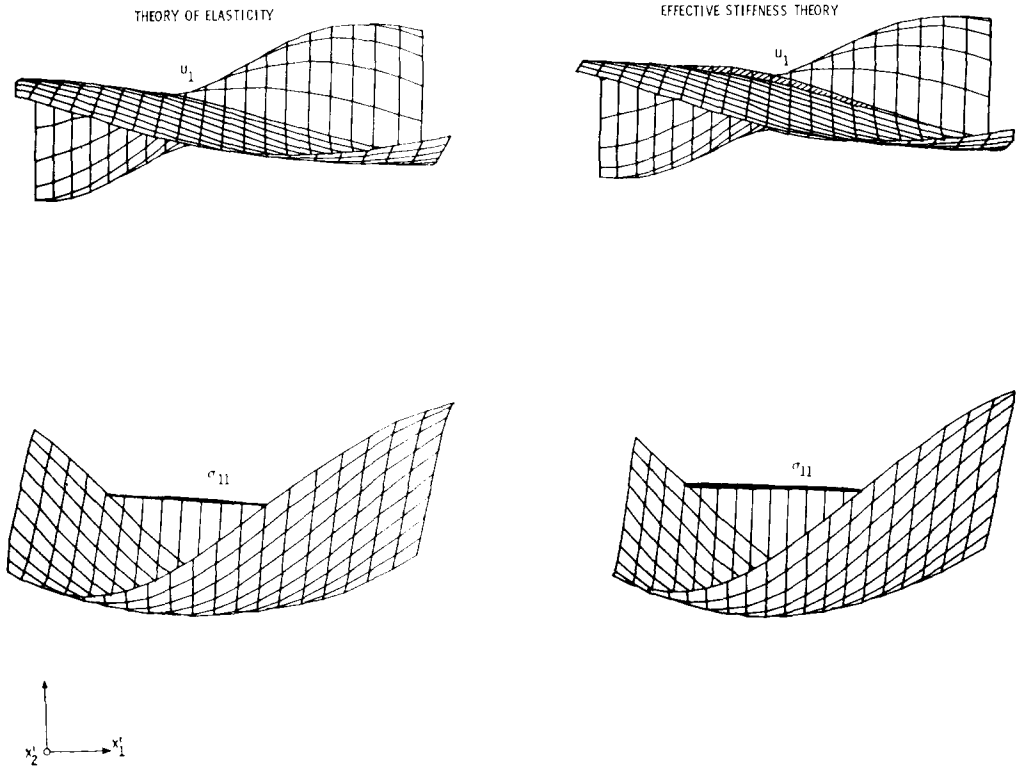 THEORY OF ELASTICITY
EFFECTIVE STIFFNESS THEORY
u₁
u₁
σ₁₁
σ₁₁
x₂'
x₁'